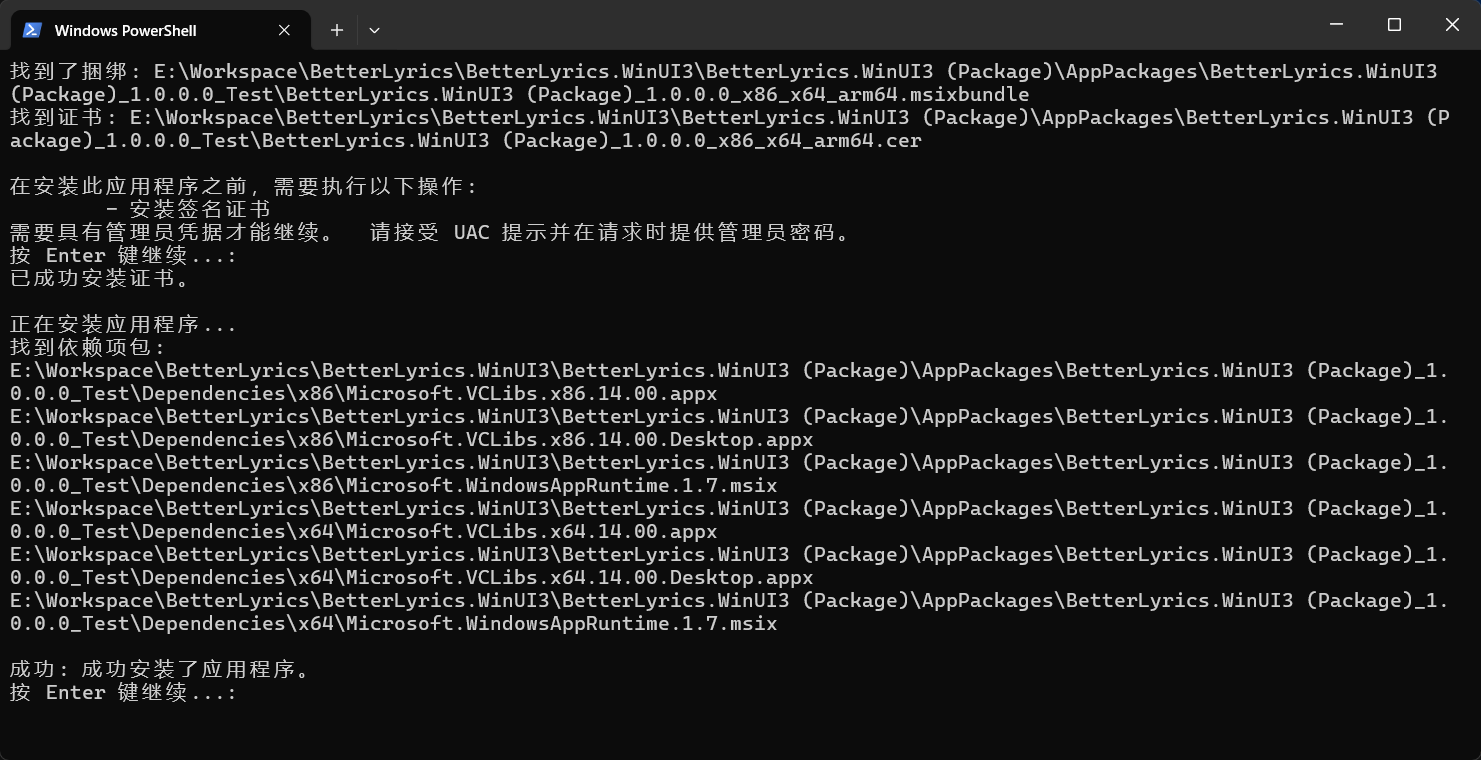 Windows PowerShell
找到了捆绑: E:\Workspace\BetterLyrics\BetterLyrics.WinUI3\BetterLyrics.WinUI3 (Package)\AppPackages\BetterLyrics.WinUI3
(Package)_1.0.0.0_Test\BetterLyrics.WinUI3 (Package)_1.0.0.0_x86_x64_arm64.msixbundle
找到证书: E:\Workspace\BetterLyrics\BetterLyrics.WinUI3\BetterLyrics.WinUI3 (Package)\AppPackages\BetterLyrics.WinUI3 (P
ackage)_1.0.0.0_Test\BetterLyrics.WinUI3 (Package)_1.0.0.0_x86_x64_arm64.cer
在安装此应用程序之前, 需要执行以下操作:
- 安装签名证书
需要具有管理员凭据才能继续。 请接受 UAC 提示并在请求时提供管理员密码。
按 Enter 键继续...:
已成功安装证书。
正在安装应用程序...
找到依赖项包:
E:\Workspace\BetterLyrics\BetterLyrics.WinUI3\BetterLyrics.WinUI3 (Package)\AppPackages\BetterLyrics.WinUI3 (Package)_1.
0.0.0_Test\Dependencies\x86\Microsoft.VCLibs.x86.14.00.appx
E:\Workspace\BetterLyrics\BetterLyrics.WinUI3\BetterLyrics.WinUI3 (Package)\AppPackages\BetterLyrics.WinUI3 (Package)_1.
0.0.0_Test\Dependencies\x86\Microsoft.VCLibs.x86.14.00.Desktop.appx
E:\Workspace\BetterLyrics\BetterLyrics.WinUI3\BetterLyrics.WinUI3 (Package)\AppPackages\BetterLyrics.WinUI3 (Package)_1.
0.0.0_Test\Dependencies\x86\Microsoft.WindowsAppRuntime.1.7.msix
E:\Workspace\BetterLyrics\BetterLyrics.WinUI3\BetterLyrics.WinUI3 (Package)\AppPackages\BetterLyrics.WinUI3 (Package)_1.
0.0.0_Test\Dependencies\x64\Microsoft.VCLibs.x64.14.00.appx
E:\Workspace\BetterLyrics\BetterLyrics.WinUI3\BetterLyrics.WinUI3 (Package)\AppPackages\BetterLyrics.WinUI3 (Package)_1.
0.0.0_Test\Dependencies\x64\Microsoft.VCLibs.x64.14.00.Desktop.appx
E:\Workspace\BetterLyrics\BetterLyrics.WinUI3\BetterLyrics.WinUI3 (Package)\AppPackages\BetterLyrics.WinUI3 (Package)_1.
0.0.0_Test\Dependencies\x64\Microsoft.WindowsAppRuntime.1.7.msix
成功: 成功安装了应用程序。
按 Enter 键继续...: